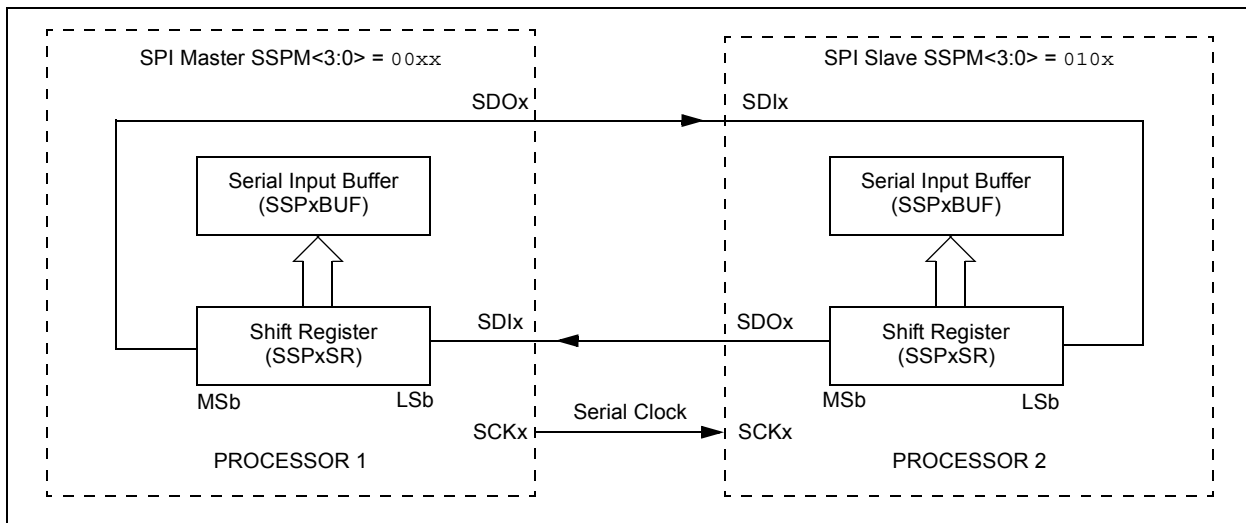 SPI Master SSPM<3:0> = 00xx
SPI Slave SSPM<3:0> = 010x
SDOx
SDIx
Serial Input Buffer
(SSPxBUF)
Serial Input Buffer
(SSPxBUF)
Shift Register
(SSPxSR)
SDIx
SDOx
Shift Register
(SSPxSR)
MSb
LSb
MSb
LSb
Serial Clock
SCKx
SCKx
PROCESSOR 1
PROCESSOR 2